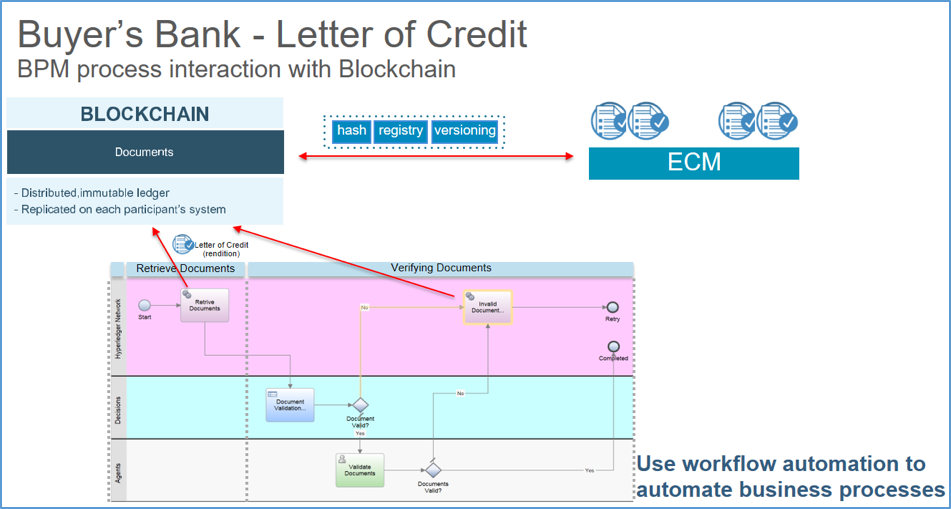 Buyer's Bank - Letter of Credit
BPM process interaction with Blockchain
BLOCKCHAIN
Documents
- Distributed,immutable ledger
- Replicated on each participant's system
hash registry versioning
ECM
Letter of Credit
(rendition)
Retrieve Documents
Verifying Documents
Hyperledger Network
Start
Retrive
Documents
No
Invalid
Document...
Retry
Completed
Decisions
Document
Validation...
Document
Valid?
Yes
No
Agents
Validate
Documents
Documents
Valid?
Yes
Use workflow automation to
automate business processes